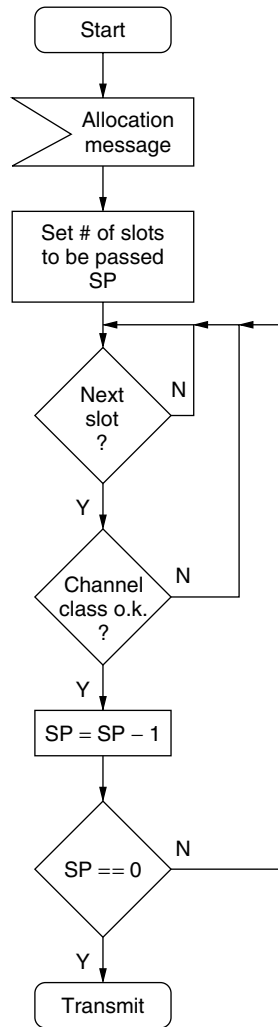 Start
Allocation
message
Set # of slots
to be passed
SP
Next
slot
?
N
Y
Channel
class o.k.
?
N
Y
SP = SP − 1
SP == 0
N
Y
Transmit